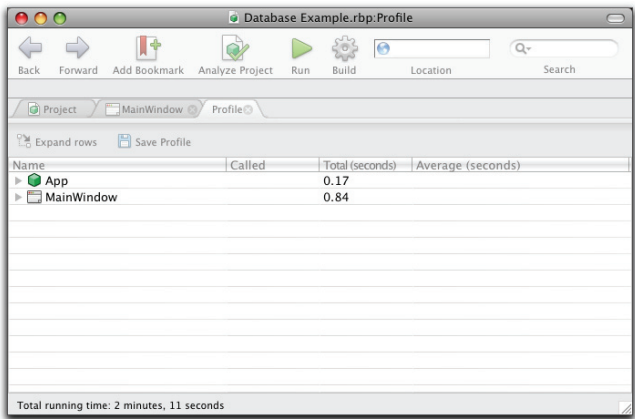 Database Example.rbp:Profile
Back Forward Add Bookmark Analyze Project Run Build Location Search
Project MainWindow Profile
Expand rows Save Profile
Name Called Total (seconds) Average (seconds)
App 0.17
MainWindow 0.84
Total running time: 2 minutes, 11 seconds